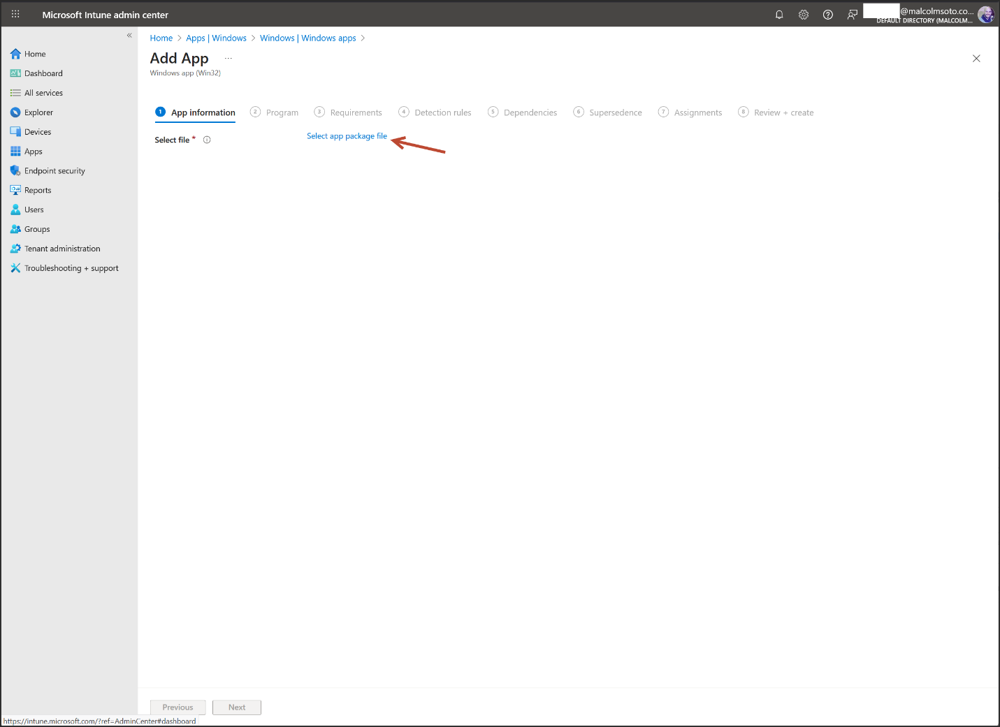 Microsoft Intune admin center
@malcolmsoto.co...
DEFAULT DIRECTORY (MALCOLM...
«
Home
Dashboard
All services
Explorer
Devices
Apps
Endpoint security
Reports
Users
Groups
Tenant administration
Troubleshooting + support
Home > Apps | Windows > Windows | Windows apps >
Add App ...
Windows app (Win32)
1 App information 2 Program 3 Requirements 4 Detection rules 5 Dependencies 6 Supersedence 7 Assignments 8 Review + create
Select file * Select app package file
Previous Next
https://intune.microsoft.com/?ref=AdminCenter#dashboard